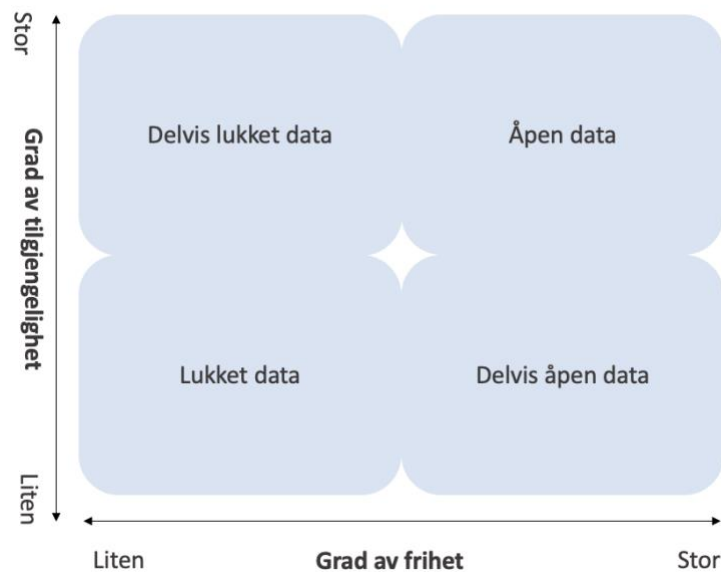 Stor
Grad av tilgjengelighet
Liten
Delvis lukket data
Åpen data
Lukket data
Delvis åpen data
Liten
Grad av frihet
Stor